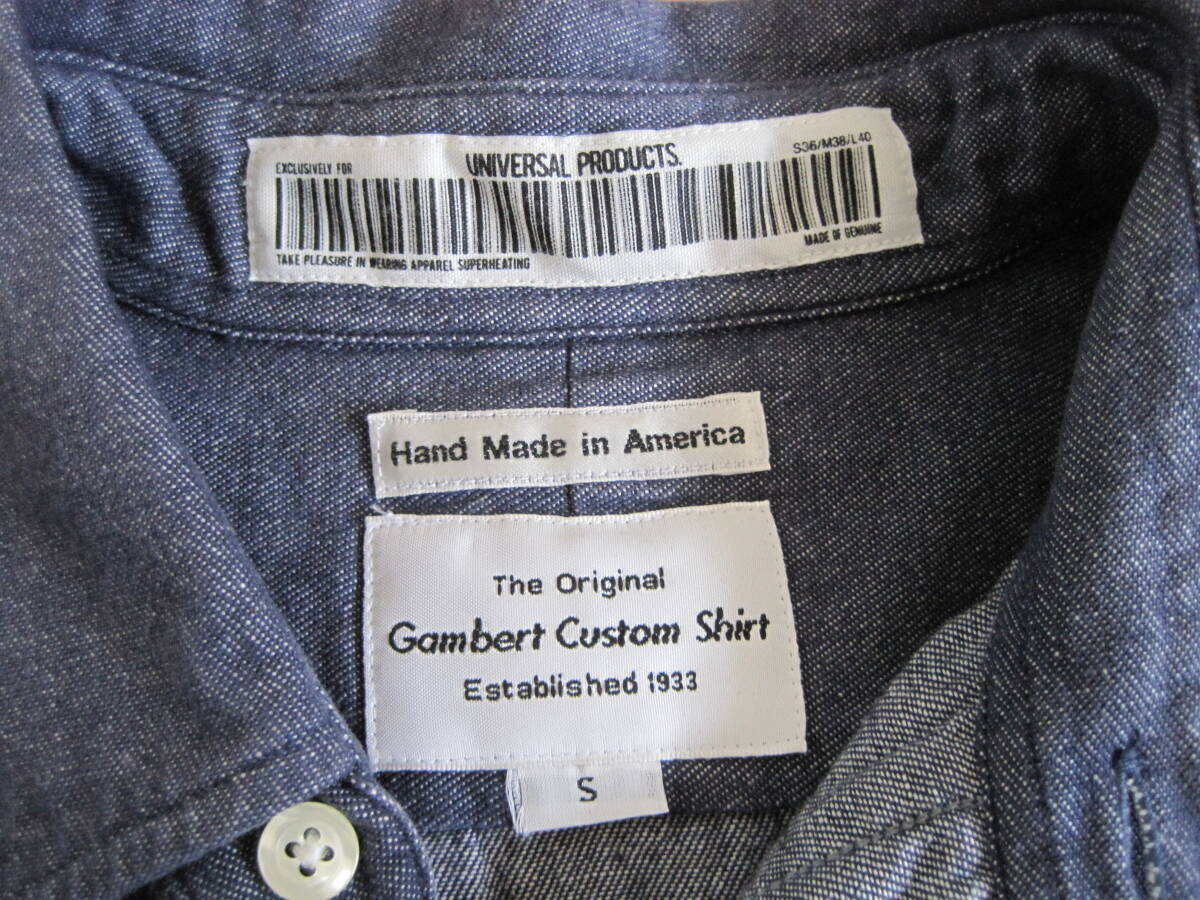 EXCLUSIVELY FOR
UNIVERSAL PRODUCTS.
S36/M38/L40
TAKE PLEASURE IN WEARING APPAREL SUPERHEATING
MADE OF GENUINE
Hand Made in America
The Original
Gambert Custom Shirt
Established 1933
S